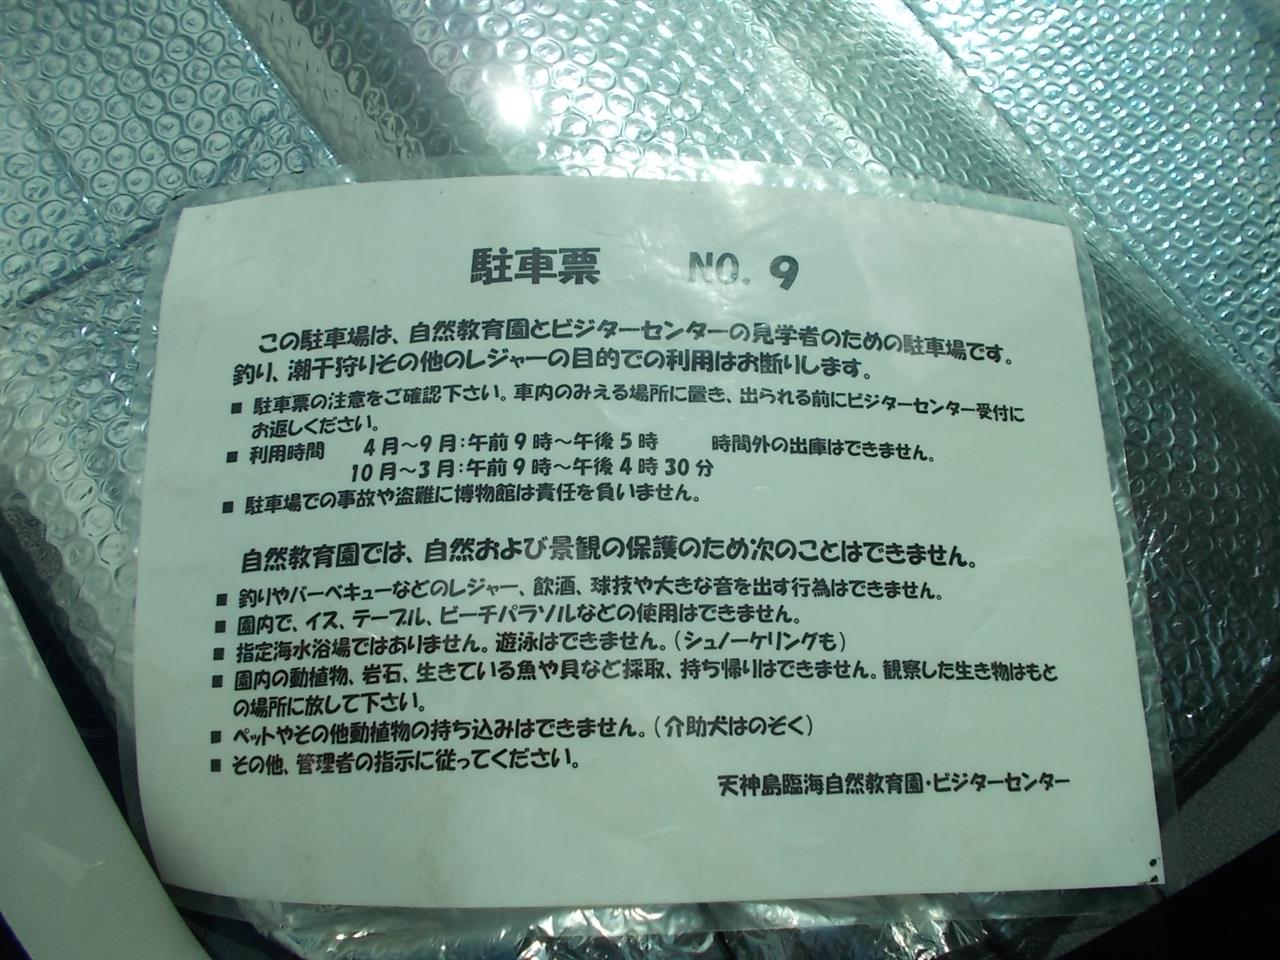 駐車票 NO. 9
この駐車場は、自然教育園とビジターセンターの見学者のための駐車場です。
釣り、潮干狩りその他のレジャーの目的での利用はお断りします。
■ 駐車票の注意をご確認下さい。車内のみえる場所に置き、出られる前にビジターセンター受付に
お返しください。
■ 利用時間 4月～9月：午前9時～午後5時 時間外の出庫はできません。
10月～3月：午前9時～午後4時30分
■ 駐車場での事故や盗難に博物館は責任を負いません。
自然教育園では、自然および景観の保護のため次のことはできません。
■ 釣りやバーベキューなどのレジャー、飲酒、球技や大きな音を出す行為はできません。
■ 園内で、イス、テーブル、ビーチパラソルなどの使用はできません。
■ 指定海水浴場ではありません。遊泳はできません。（シュノーケリングも）
■ 園内の動植物、岩石、生きている魚や貝など採取、持ち帰りはできません。観察した生き物はもと
の場所に放して下さい。
■ ペットやその他動植物の持ち込みはできません。（介助犬はのぞく）
■ その他、管理者の指示に従ってください。
天神島臨海自然教育園・ビジターセンター